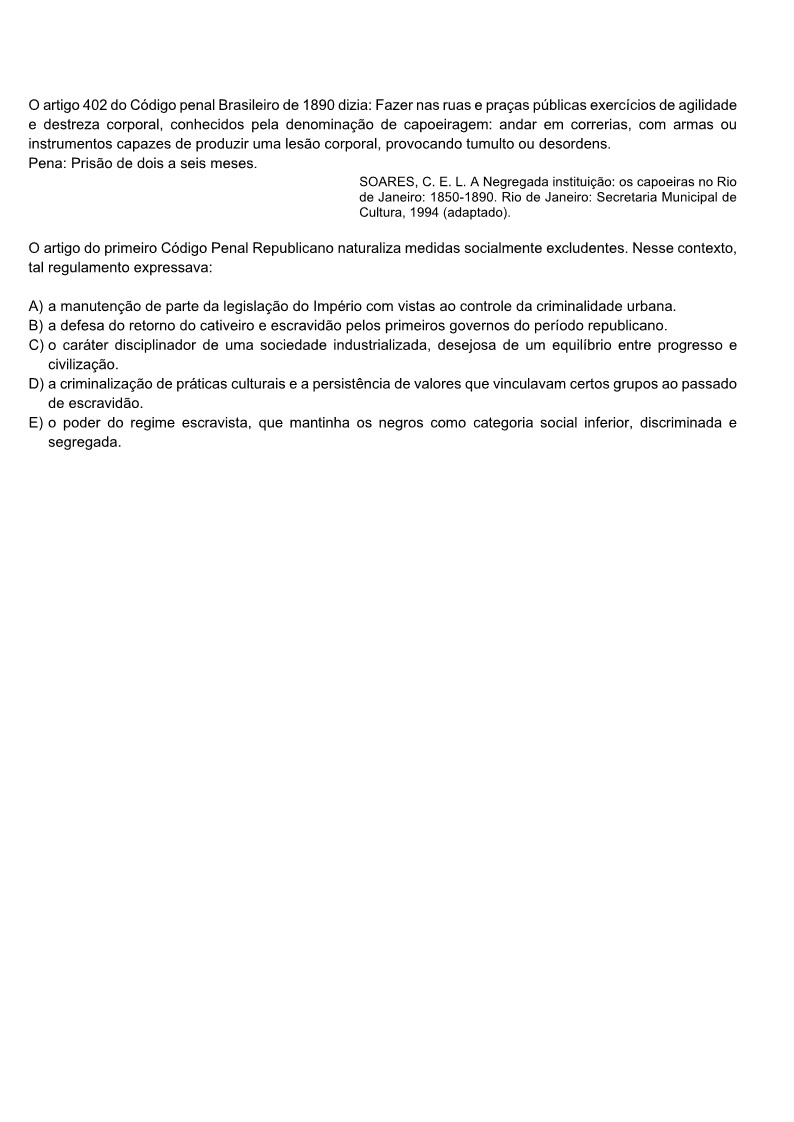 O artigo 402 do Código penal Brasileiro de 1890 dizia: Fazer nas ruas e praças públicas exercícios de agilidade
e destreza corporal, conhecidos pela denominação de capoeiragem: andar em correrias, com armas ou
instrumentos capazes de produzir uma lesão corporal, provocando tumulto ou desordens.
Pena: Prisão de dois a seis meses.
SOARES, C. E. L. A Negregada instituição: os capoeiras no Rio
de Janeiro: 1850-1890. Rio de Janeiro: Secretaria Municipal de
Cultura, 1994 (adaptado).
O artigo do primeiro Código Penal Republicano naturaliza medidas socialmente excludentes. Nesse contexto,
tal regulamento expressava:
A) a manutenção de parte da legislação do Império com vistas ao controle da criminalidade urbana.
B) a defesa do retorno do cativeiro e escravidão pelos primeiros governos do período republicano.
C) o caráter disciplinador de uma sociedade industrializada, desejosa de um equilíbrio entre progresso e
civilização.
D) a criminalização de práticas culturais e a persistência de valores que vinculavam certos grupos ao passado
de escravidão.
E) o poder do regime escravista, que mantinha os negros como categoria social inferior, discriminada e
segregada.